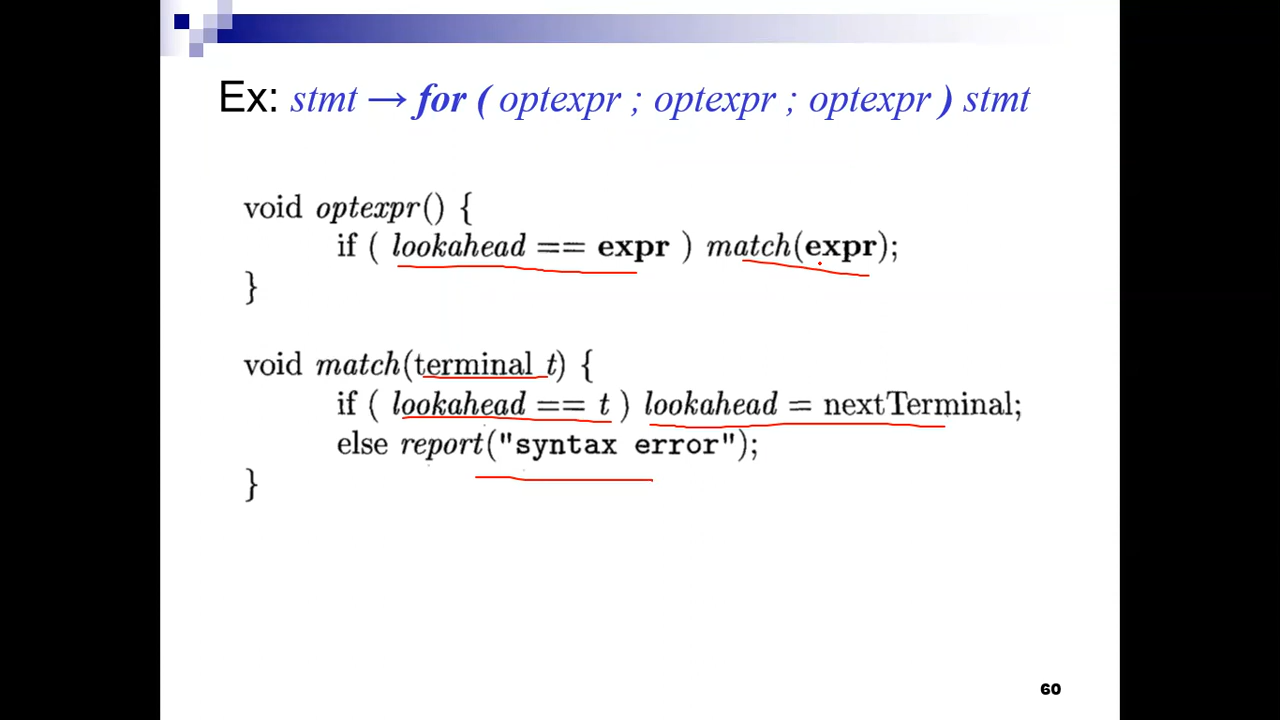 Ex: stmt → for ( optexpr ; optexpr ; optexpr ) stmt
void optexpr() {
if ( lookahead == expr ) match(expr);
}
void match(terminal t) {
if ( lookahead == t ) lookahead = nextTerminal;
else report("syntax error");
}
60